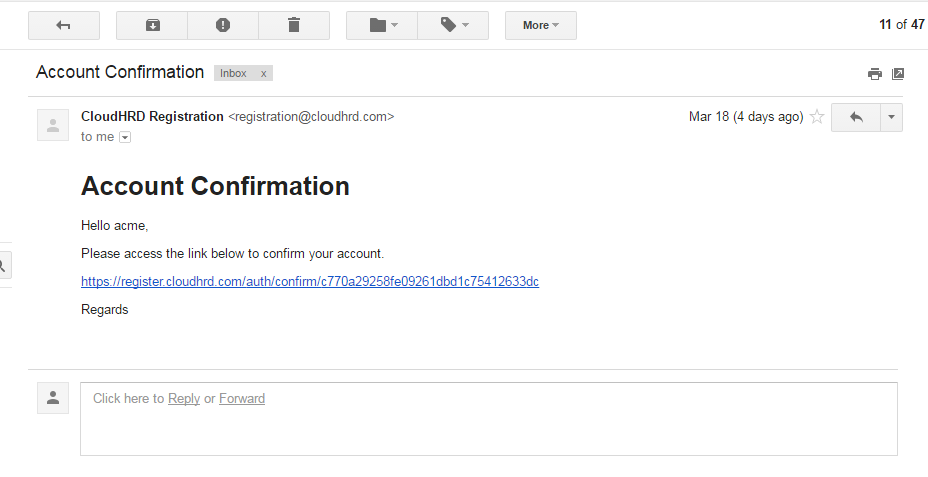 More
11 of 47
Account Confirmation Inbox x
CloudHRD Registration <registration@cloudhrd.com> Mar 18 (4 days ago)
to me
Account Confirmation
Hello acme,
Please access the link below to confirm your account.
https://register.cloudhrd.com/auth/confirm/c770a29258fe09261dbd1c75412633dc
Regards
Click here to Reply or Forward